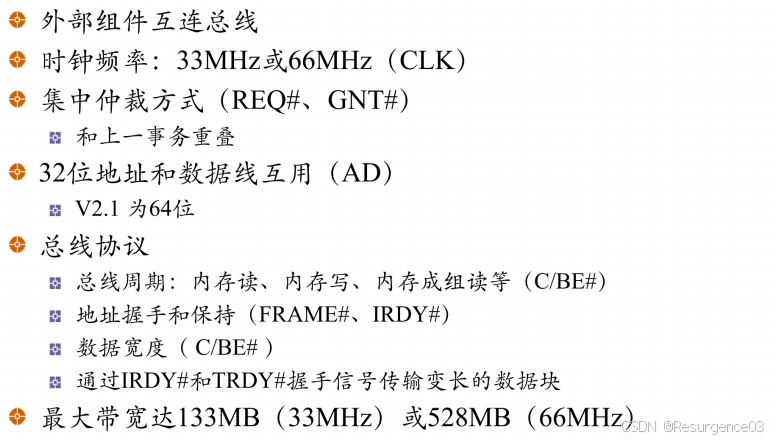 外部组件互连总线
时钟频率：33MHz或66MHz（CLK）
集中仲裁方式（REQ#、GNT#）
和上一事务重叠
32位地址和数据线互用（AD）
V2.1 为64位
总线协议
总线周期：内存读、内存写、内存成组读等（C/BE#）
地址握手和保持（FRAME#、IRDY#）
数据宽度（ C/BE# ）
通过IRDY#和TRDY#握手信号传输变长的数据块
最大带宽达133MB（33MHz）或528MB（66MHz）
CSDN @Resurgence03